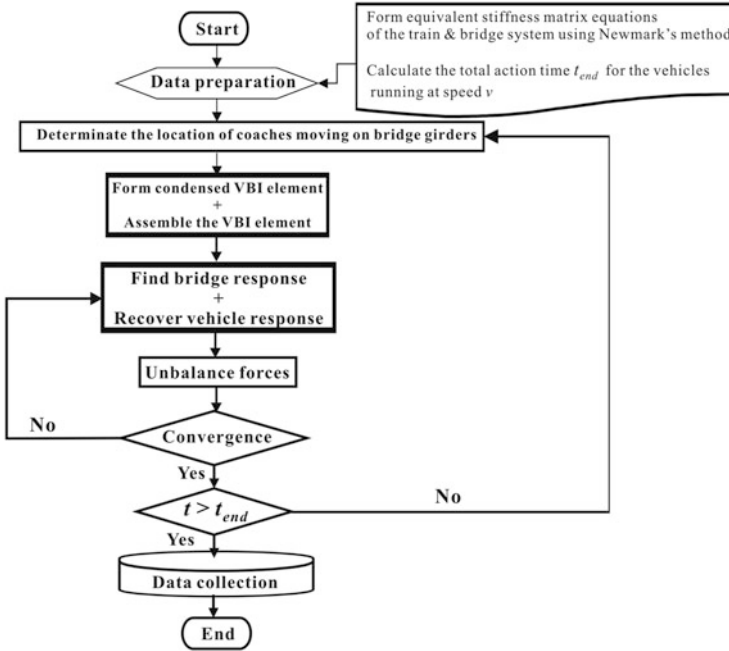 Start
Form equivalent stiffness matrix equations
of the train & bridge system using Newmark's method
Calculate the total action time t_end for the vehicles
running at speed v
Data preparation
Determinate the location of coaches moving on bridge girders
Form condensed VBI element
+
Assemble the VBI element
Find bridge response
+
Recover vehicle response
Unbalance forces
No
Convergence
Yes
t > t_end
No
Yes
Data collection
End